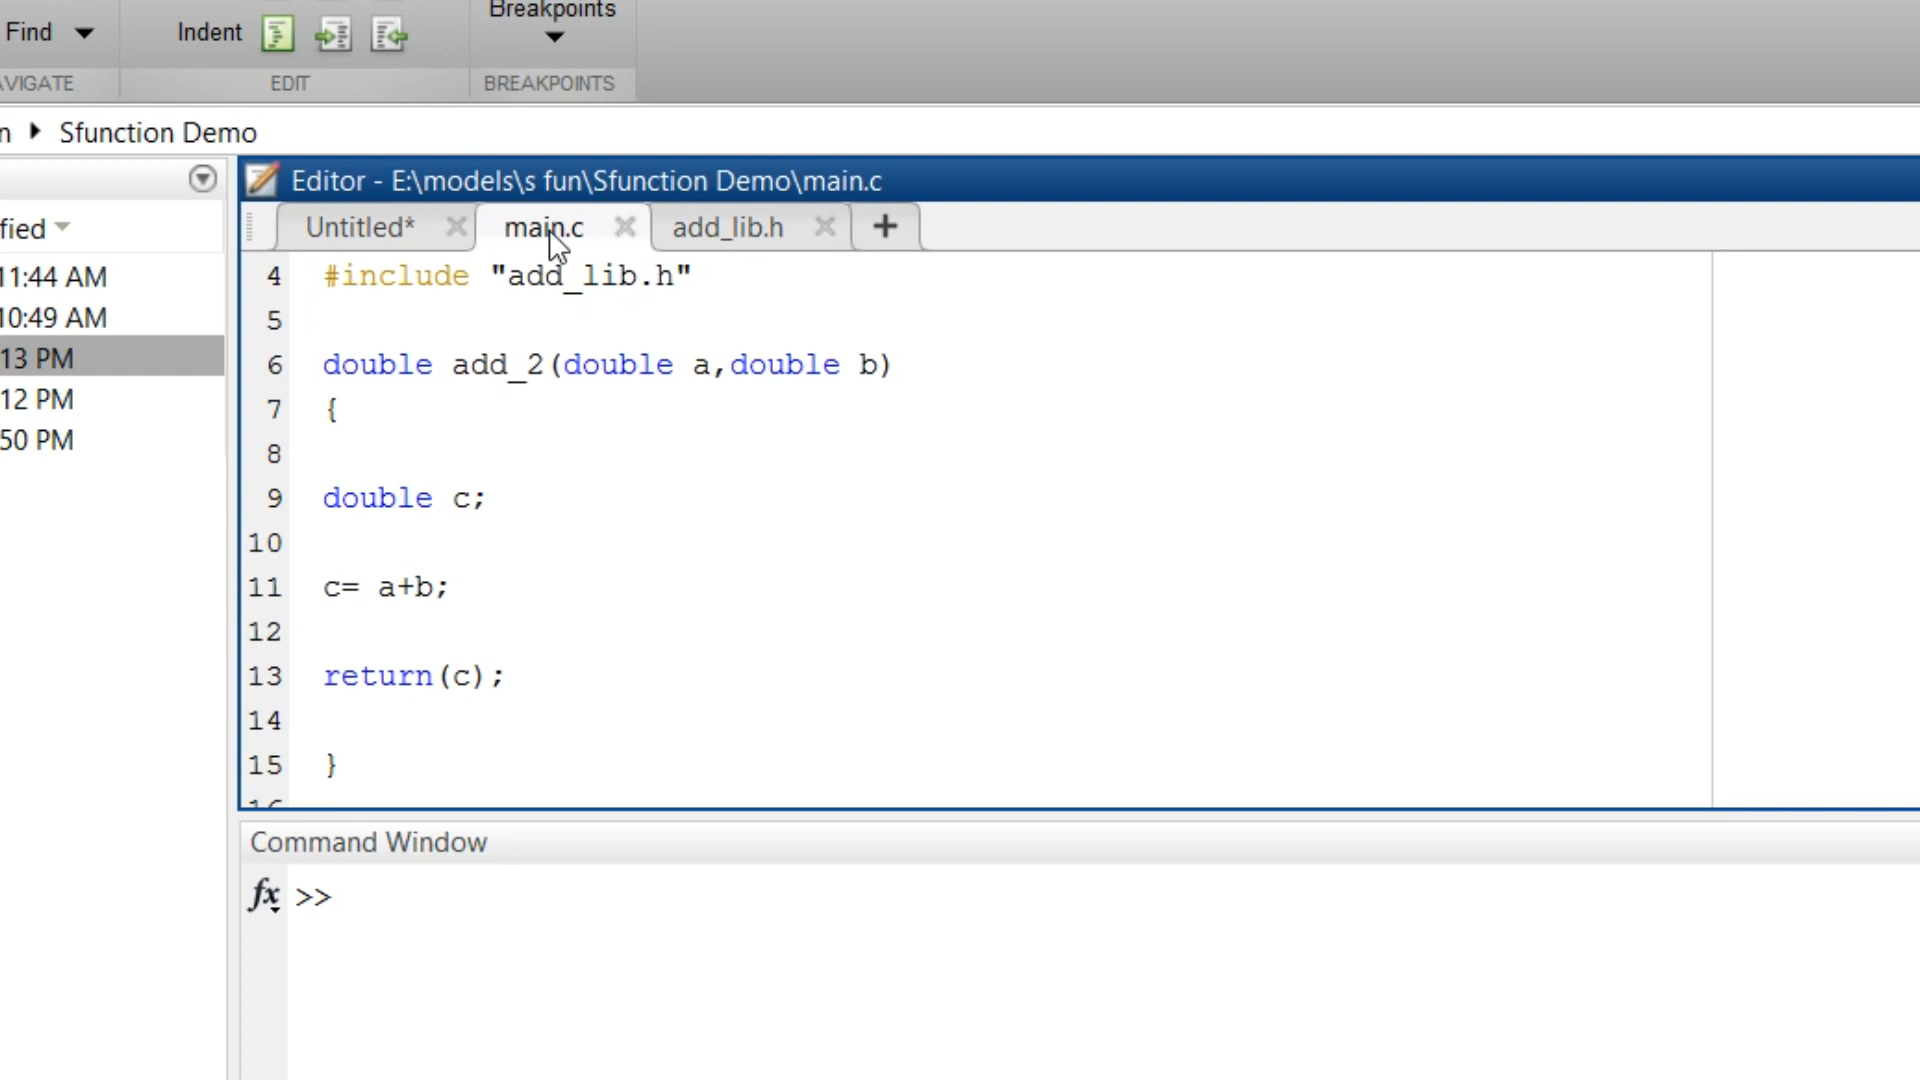 Find
Indent
Breakpoints
AVIGATE
EDIT
BREAKPOINTS
n
Sfunction Demo
Editor - E:\models\s fun\Sfunction Demo\main.c
fied
Untitled*
main.c
add_lib.h
11:44 AM
10:49 AM
13 PM
12 PM
50 PM
4 #include "add_lib.h"
5
6 double add_2(double a,double b)
7 {
8
9 double c;
10
11 c= a+b;
12
13 return(c);
14
15 }
16
Command Window
fx >>